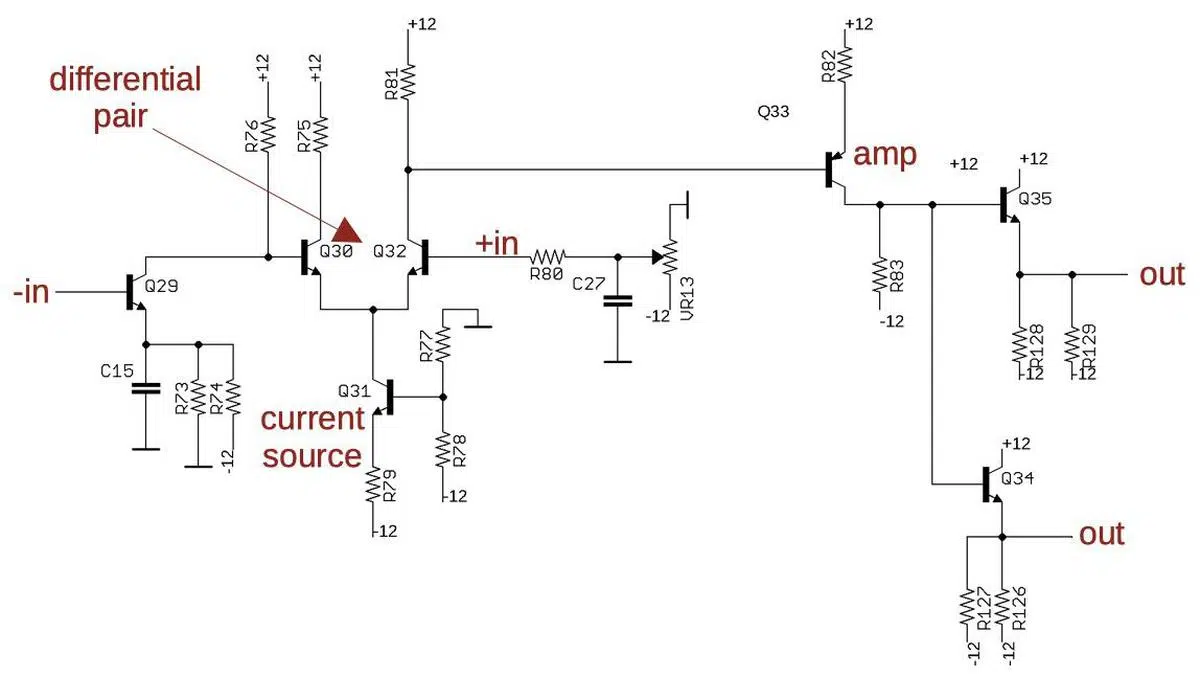 +12
+12
differential
pair
+12
+12
R81
R82
Q33
R76
R75
amp
+12
+12
Q35
+in
Q30
Q32
R80
C27
VR13
-12
-in
Q29
R83
-12
out
C15
R73
R74
-12
R77
Q31
current
source
R78
-12
R79
-12
R128
-12
R129
-12
+12
Q34
out
R127
R126
-12
-12